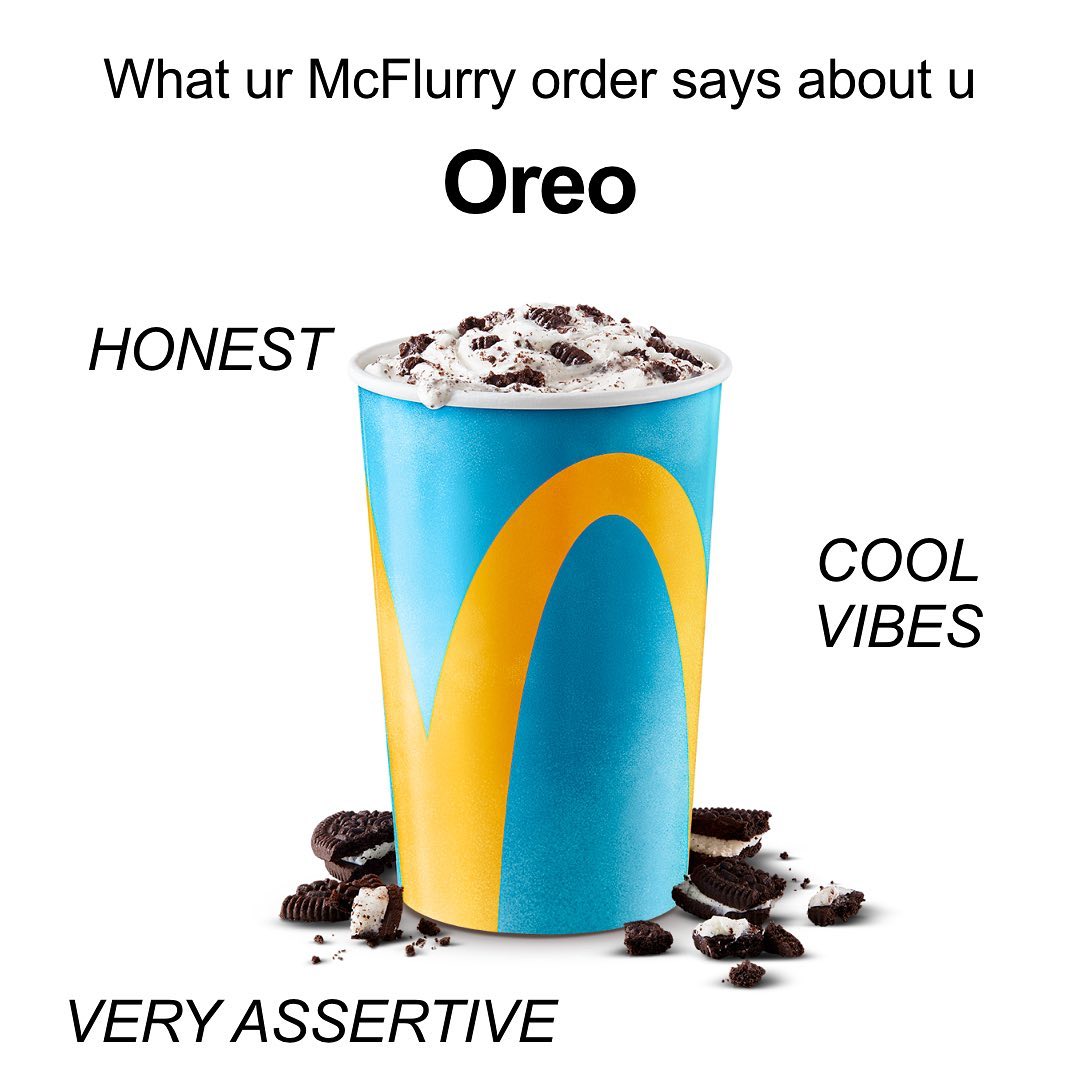 What ur McFlurry order says about u
Oreo
HONEST
COOL
VIBES
VERY ASSERTIVE